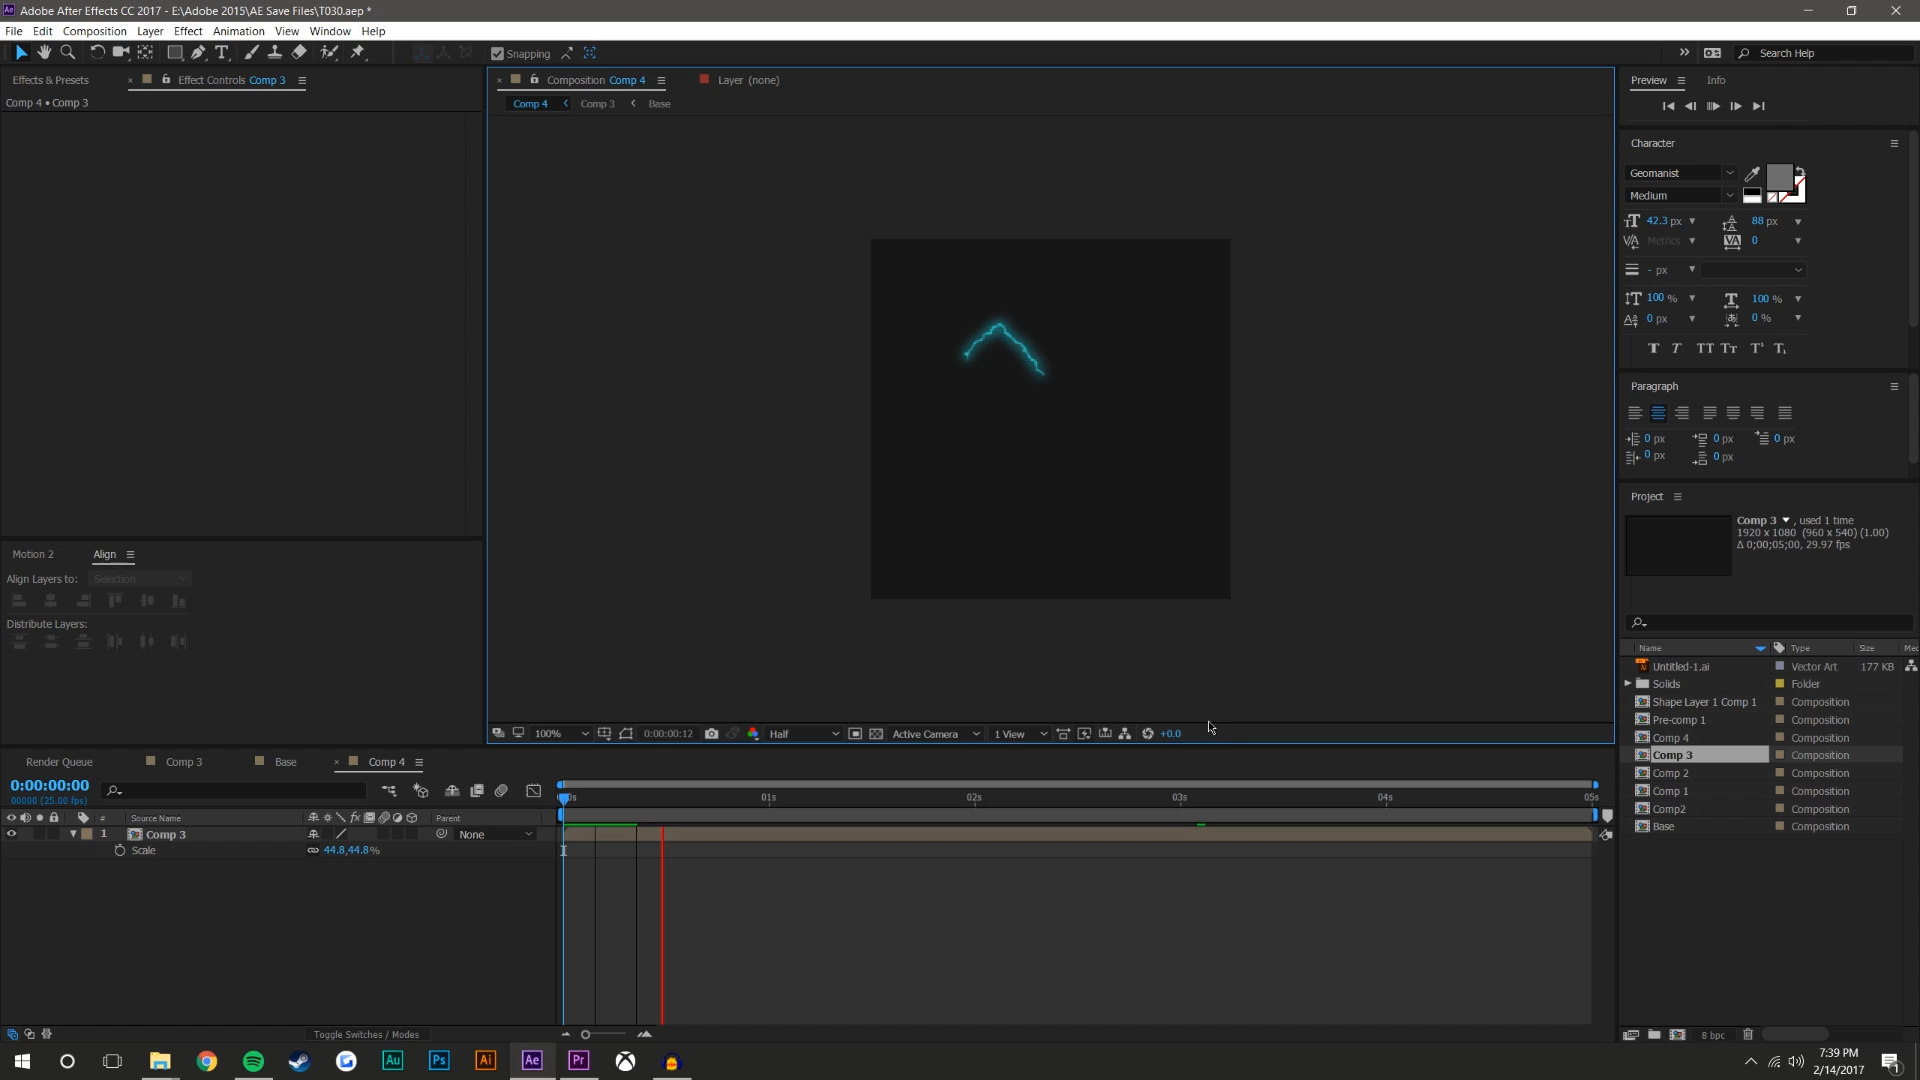 Adobe After Effects CC 2017 - E:\Adobe 2015\AE Save Files\T030.aep *
File Edit Composition Layer Effect Animation View Window Help
Snapping
Search Help
Effects & Presets
Effect Controls Comp 3
Composition Comp 4
Layer (none)
Preview
Info
Comp 4 • Comp 3
Comp 4
Comp 3
Base
Character
Geomanist
Medium
42.3 px
88 px
Metrics
0
- px
100 %
100 %
0 px
0 %
Paragraph
0 px
0 px
0 px
0 px
0 px
Project
Comp 3 , used 1 time
1920 x 1080 (960 x 540) (1.00)
Δ 0;00;05;00, 29.97 fps
Motion 2
Align
Align Layers to: Selection
Distribute Layers:
Name Type Size
Untitled-1.ai Vector Art 177 KB
Solids Folder
Shape Layer 1 Comp 1 Composition
Pre-comp 1 Composition
Comp 4 Composition
Comp 3 Composition
Comp 2 Composition
Comp 1 Composition
Comp2 Composition
Base Composition
100%
0:00:00:12
Half
Active Camera
1 View
+0.0
Render Queue
Comp 3
Base
Comp 4
0:00:00:00
00000 (25.00 fps)
01s
02s
03s
04s
05s
# Source Name
Parent
1 Comp 3
None
Scale
44.8,44.8%
Toggle Switches / Modes
8 bpc
Au
Ps
Ai
Ae
Pr
7:39 PM
2/14/2017